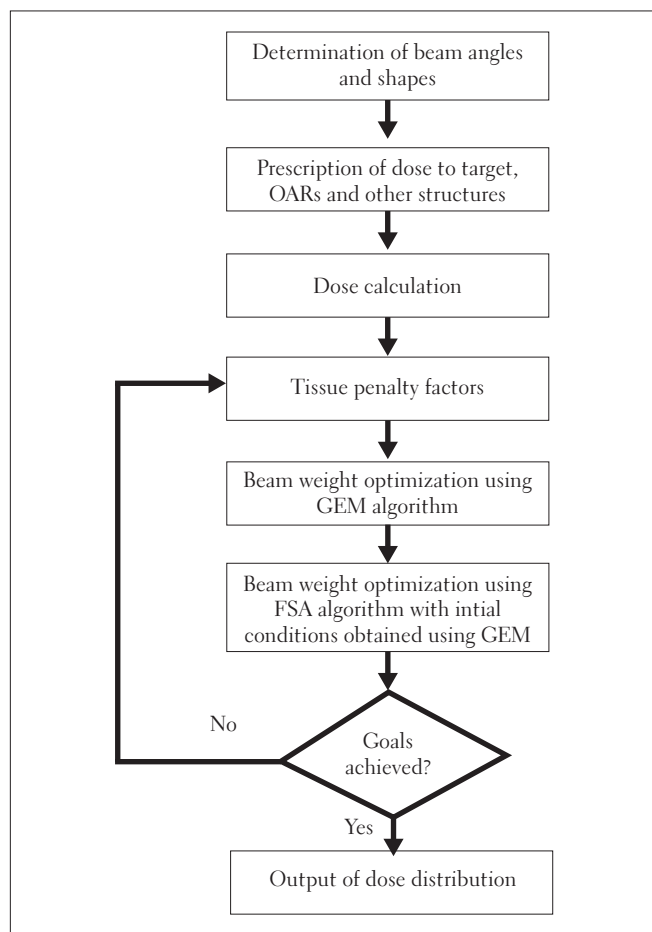 Determination of beam angles
and shapes
Prescription of dose to target,
OARs and other structures
Dose calculation
Tissue penalty factors
Beam weight optimization using
GEM algorithm
Beam weight optimization using
FSA algorithm with intial
conditions obtained using GEM
No
Goals
achieved?
Yes
Output of dose distribution